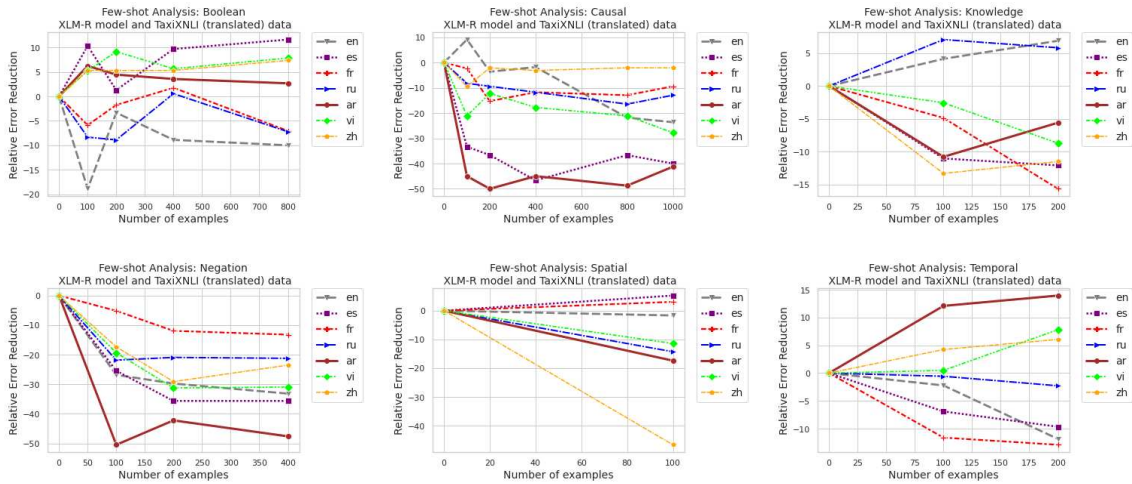 Few-shot Analysis: Boolean
XLM-R model and TaxiXNLI (translated) data
Relative Error Reduction
10
5
0
−5
−10
−15
−20
0 100 200 300 400 500 600 700 800
Number of examples
en
es
fr
ru
ar
vi
zh
Few-shot Analysis: Causal
XLM-R model and TaxiXNLI (translated) data
Relative Error Reduction
10
0
−10
−20
−30
−40
−50
0 200 400 600 800 1000
Number of examples
en
es
fr
ru
ar
vi
zh
Few-shot Analysis: Knowledge
XLM-R model and TaxiXNLI (translated) data
Relative Error Reduction
5
0
−5
−10
−15
0 25 50 75 100 125 150 175 200
Number of examples
en
es
fr
ru
ar
vi
zh
Few-shot Analysis: Negation
XLM-R model and TaxiXNLI (translated) data
Relative Error Reduction
0
−10
−20
−30
−40
−50
0 50 100 150 200 250 300 350 400
Number of examples
en
es
fr
ru
ar
vi
zh
Few-shot Analysis: Spatial
XLM-R model and TaxiXNLI (translated) data
Relative Error Reduction
0
−10
−20
−30
−40
0 20 40 60 80 100
Number of examples
en
es
fr
ru
ar
vi
zh
Few-shot Analysis: Temporal
XLM-R model and TaxiXNLI (translated) data
Relative Error Reduction
15
10
5
0
−5
−10
0 25 50 75 100 125 150 175 200
Number of examples
en
es
fr
ru
ar
vi
zh